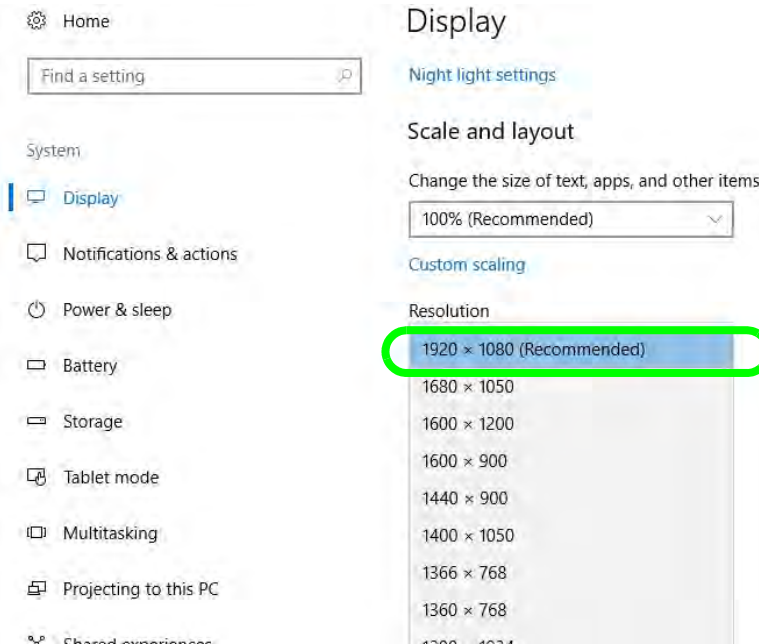 Home
Find a setting
System
Display
Notifications & actions
Power & sleep
Battery
Storage
Tablet mode
Multitasking
Projecting to this PC
Shared experiences
Display
Night light settings
Scale and layout
Change the size of text, apps, and other items
100% (Recommended)
Custom scaling
Resolution
1920 × 1080 (Recommended)
1680 × 1050
1600 × 1200
1600 × 900
1440 × 900
1400 × 1050
1366 × 768
1360 × 768